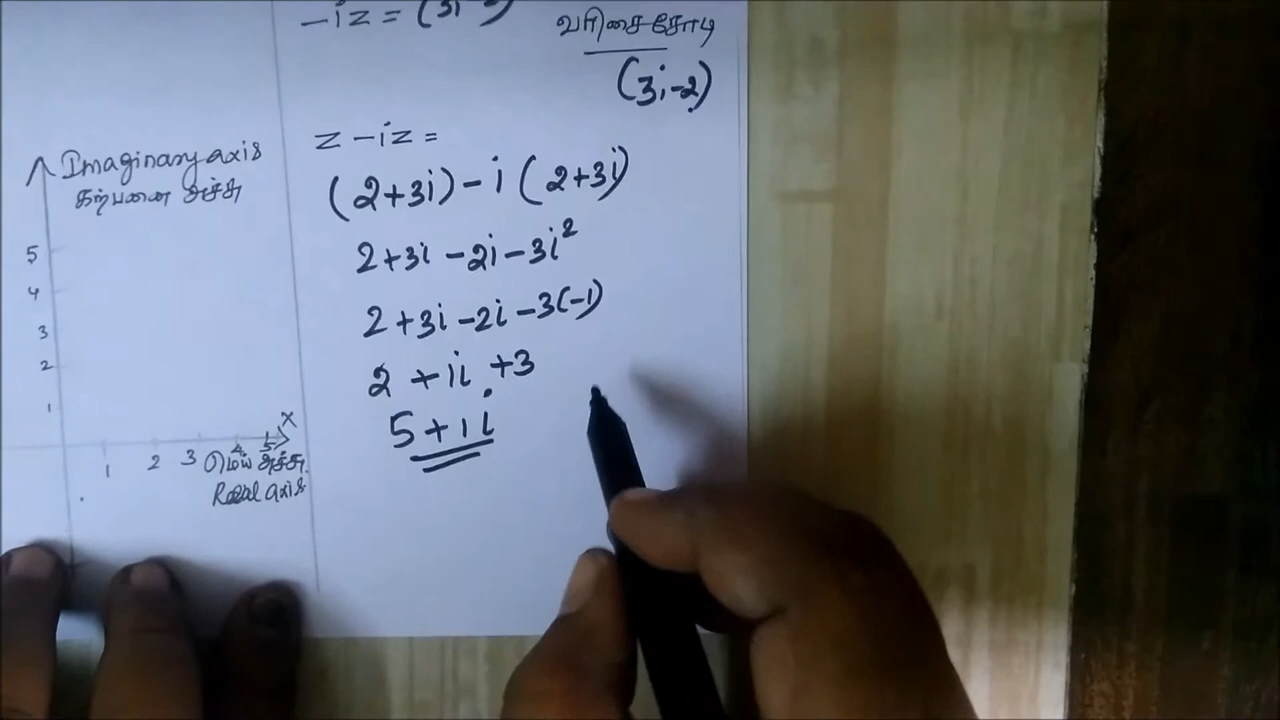 -iz = (3i
வரிசை சோடி
(3i-2)
z - iz =
(2+3i) - i (2+3i)
2+3i -2i -3i²
2 +3i -2i -3(-1)
2 +1i +3
5 + 1i
Imaginary axis
கற்பனை அச்சு
5
4
3
2
1
X
1 2 3 4 5
மெய் அச்சு
Real axis